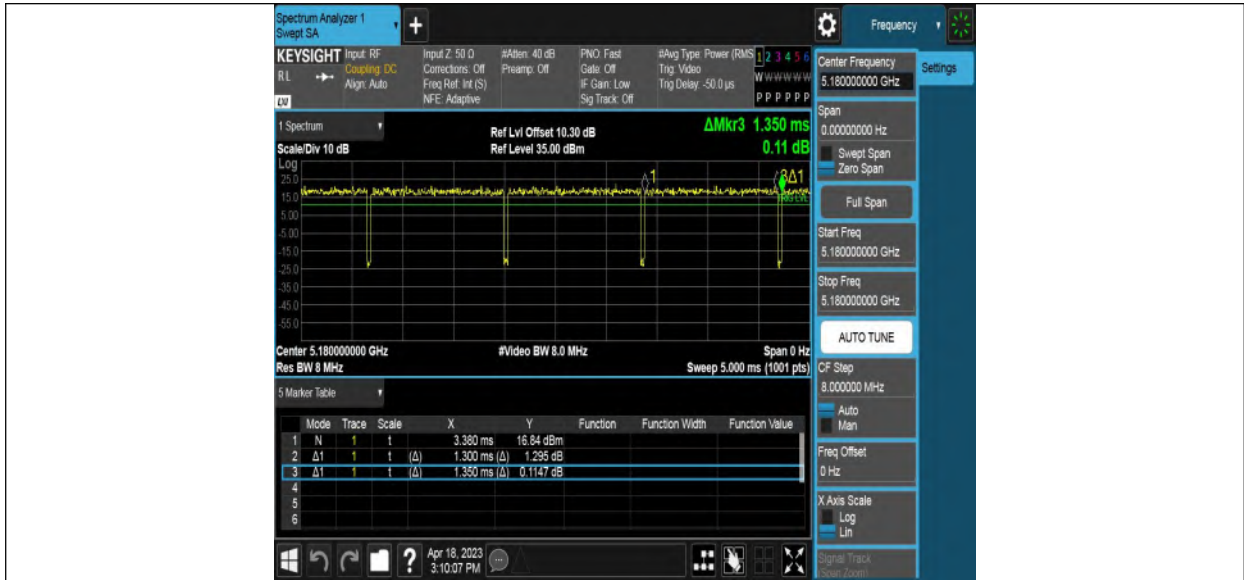 Spectrum Analyzer 1
Swept SA
+
Frequency
KEYSIGHT
R L
LXI
Input: RF
Coupling: DC
Align: Auto
Input Z: 50 Ω
Corrections: Off
Freq Ref: Int (S)
NFE: Adaptive
#Atten: 40 dB
Preamp: Off
PNO: Fast
Gate: Off
IF Gain: Low
Sig Track: Off
#Avg Type: Power (RMS
Trig: Video
Trig Delay: -50.0 µs
1 2 3 4 5 6
W W W W W W
P P P P P P
1 Spectrum
Scale/Div 10 dB
Ref Lvl Offset 10.30 dB
Ref Level 35.00 dBm
ΔMkr3 1.350 ms
0.11 dB
Log
25.0
15.0
5.00
-5.00
-15.0
-25.0
-35.0
-45.0
-55.0
1
3Δ1
TRIG LVL
Center 5.180000000 GHz
#Video BW 8.0 MHz
Span 0 Hz
Res BW 8 MHz
Sweep 5.000 ms (1001 pts)
5 Marker Table
Mode Trace Scale X Y Function Function Width Function Value
1 N 1 t 3.380 ms 16.84 dBm
2 Δ1 1 t (Δ) 1.300 ms (Δ) 1.295 dB
3 Δ1 1 t (Δ) 1.350 ms (Δ) 0.1147 dB
4
5
6
?
Apr 18, 2023
3:10:07 PM
Center Frequency
5.180000000 GHz
Settings
Span
0.00000000 Hz
Swept Span
Zero Span
Full Span
Start Freq
5.180000000 GHz
Stop Freq
5.180000000 GHz
AUTO TUNE
CF Step
8.000000 MHz
Auto
Man
Freq Offset
0 Hz
X Axis Scale
Log
Lin
Signal Track
(Span Zoom)